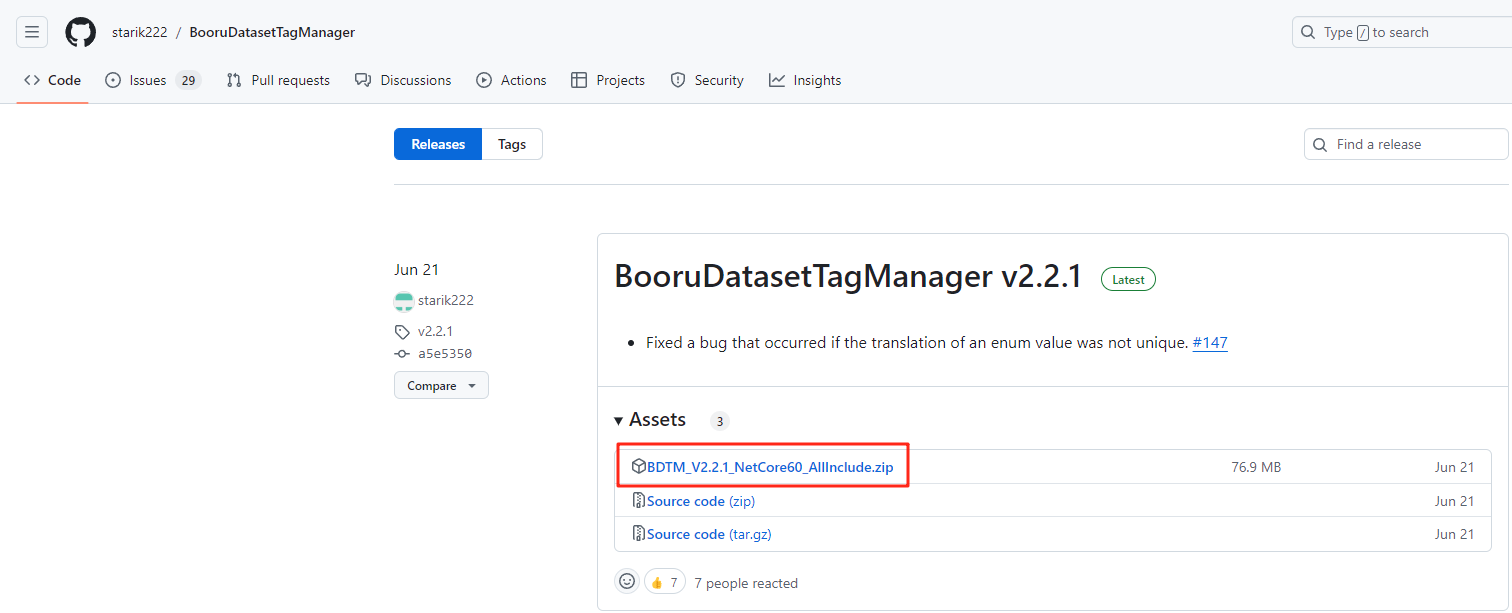 starik222 / BooruDatasetTagManager
Type / to search
Code Issues 29 Pull requests Discussions Actions Projects Security Insights
Releases Tags
Find a release
Jun 21
starik222
v2.2.1
a5e5350
Compare
BooruDatasetTagManager v2.2.1 Latest
Fixed a bug that occurred if the translation of an enum value was not unique. #147
Assets 3
BDTM_V2.2.1_NetCore60_AllInclude.zip 76.9 MB Jun 21
Source code (zip) Jun 21
Source code (tar.gz) Jun 21
7 7 people reacted